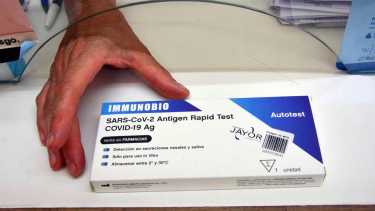 IMMUNOBIO
SARS-CoV-2 Antigen Rapid Test
COVID-19 Ag
Autotest
VENTA EN FARMACIAS
JAYOR
Detección en secreciones nasales y saliva
Sólo para uso in Vitro
Almacenar entre 2° y 30°C
1 unidad